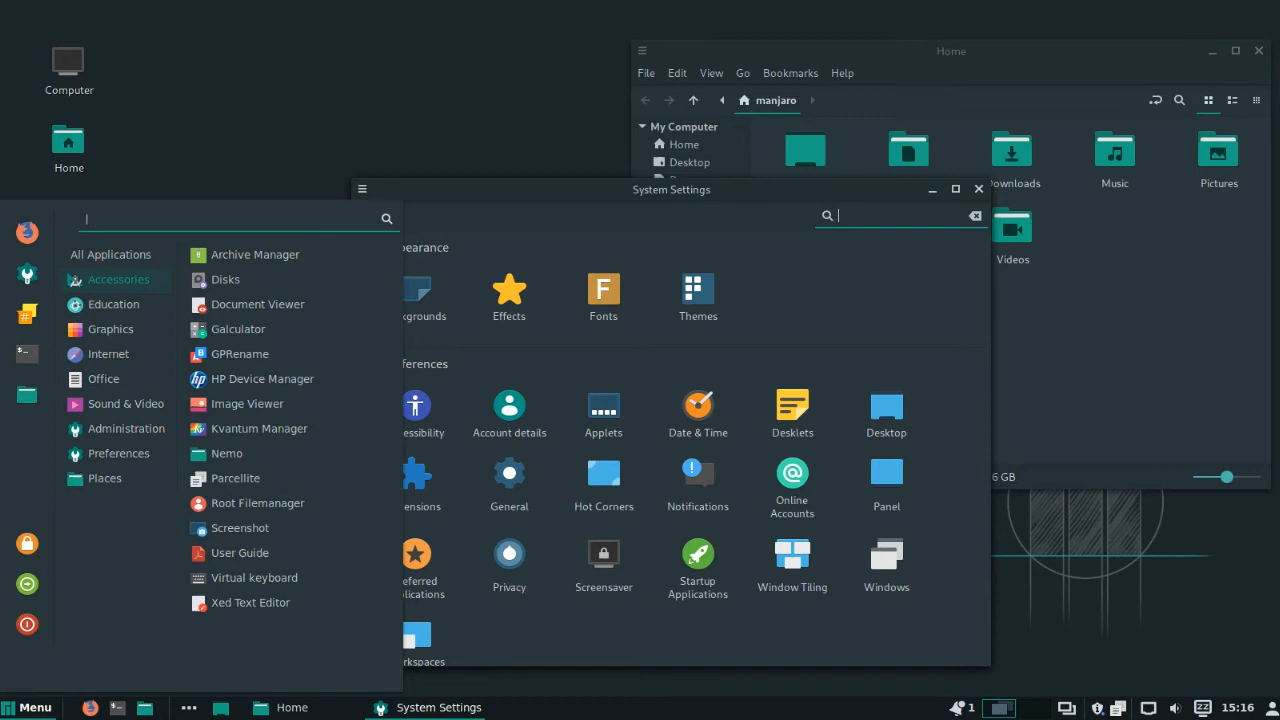 Computer
Home
Home
File Edit View Go Bookmarks Help
manjaro
My Computer
Home
Desktop
Downloads
Music
Pictures
Videos
6 GB
System Settings
pearance
kgrounds
Effects
Fonts
Themes
ferences
essibility
Account details
Applets
Date & Time
Desklets
Desktop
ensions
General
Hot Corners
Notifications
Online
Accounts
Panel
eferred
plications
Privacy
Screensaver
Startup
Applications
Window Tiling
Windows
rkspaces
All Applications
Accessories
Education
Graphics
Internet
Office
Sound & Video
Administration
Preferences
Places
Archive Manager
Disks
Document Viewer
Galculator
GPRename
HP Device Manager
Image Viewer
Kvantum Manager
Nemo
Parcellite
Root Filemanager
Screenshot
User Guide
Virtual keyboard
Xed Text Editor
Menu
Home
System Settings
1
15:16